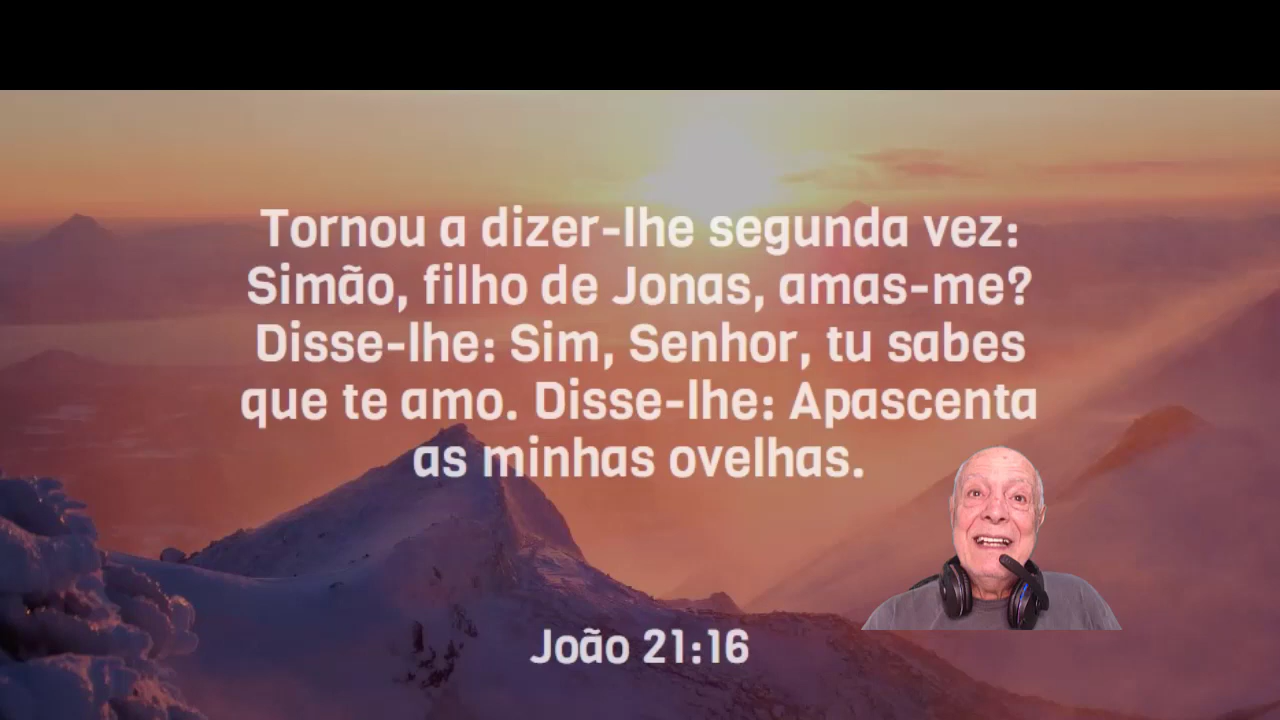 Tornou a dizer-lhe segunda vez:
Simão, filho de Jonas, amas-me?
Disse-lhe: Sim, Senhor, tu sabes
que te amo. Disse-lhe: Apascenta
as minhas ovelhas.
João 21:16